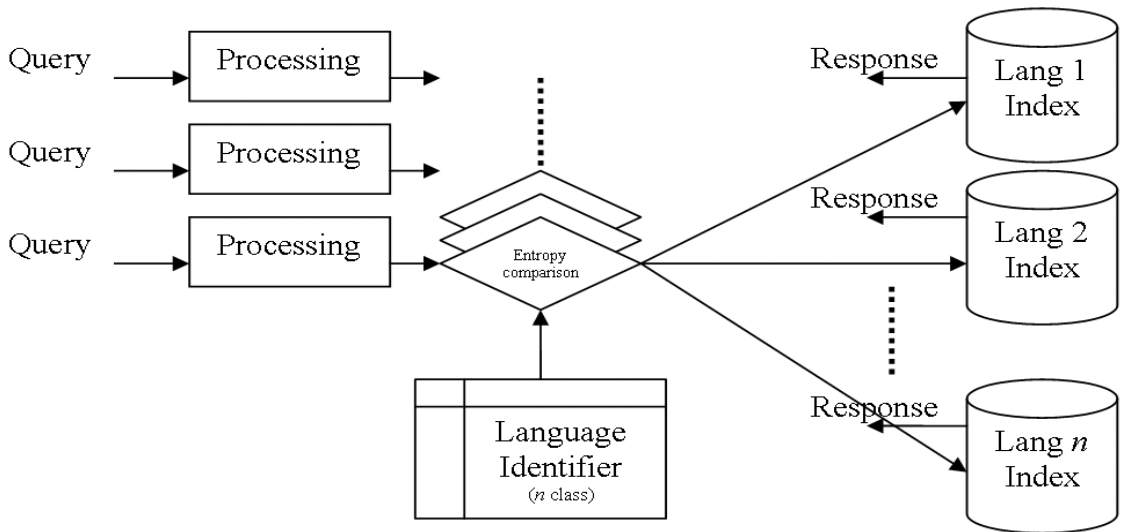 Query
Processing
Response
Lang 1
Index
Query
Processing
Response
Lang 2
Index
Query
Processing
Entropy
comparison
Language
Identifier
(n class)
Response
Lang n
Index